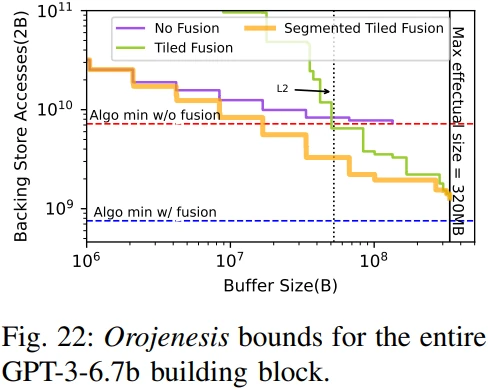 10^11
10^10
10^9
Backing Store Accesses(2B)
No Fusion
Tiled Fusion
Segmented Tiled Fusion
L2
Algo min w/o fusion
Algo min w/ fusion
Max effectual size = 320MB
10^6
10^7
10^8
Buffer Size(B)
Fig. 22: Orojenesis bounds for the entire
GPT-3-6.7b building block.